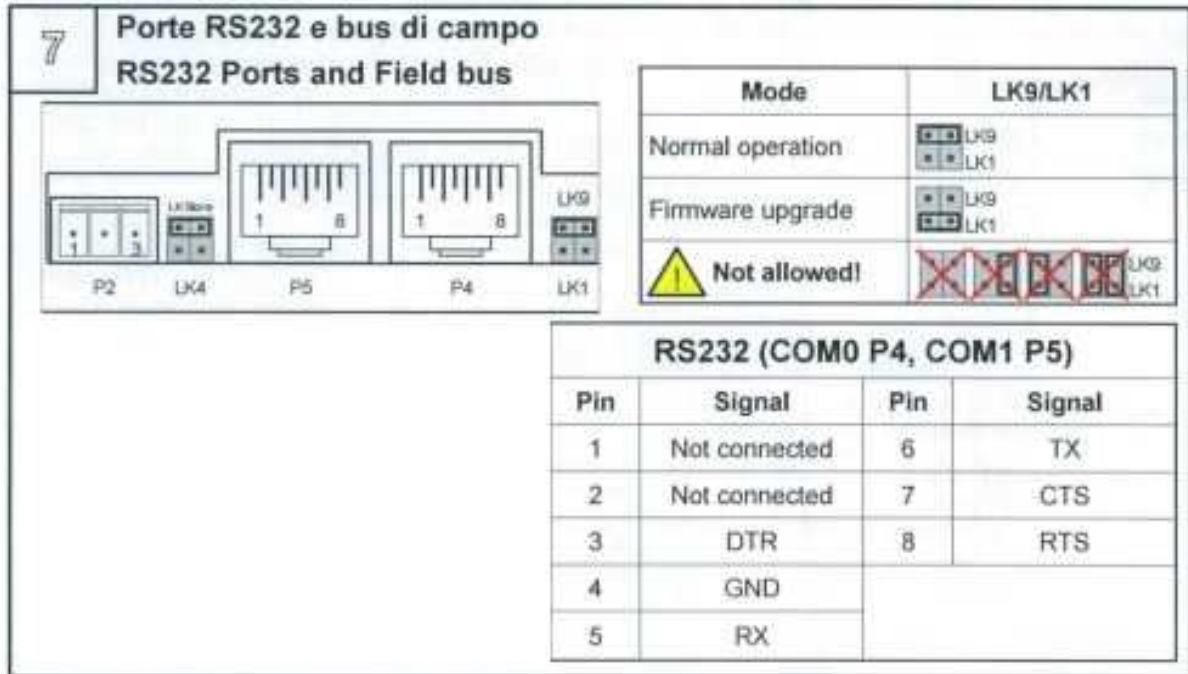 7
Porte RS232 e bus di campo
RS232 Ports and Field bus
1 3
1 8
1 8
LK9
P2 LK4 P5 P4 LK1
Mode LK9/LK1
Normal operation LK9
LK1
Firmware upgrade LK9
LK1
! Not allowed! LK9
LK1
RS232 (COM0 P4, COM1 P5)
Pin Signal Pin Signal
1 Not connected 6 TX
2 Not connected 7 CTS
3 DTR 8 RTS
4 GND
5 RX